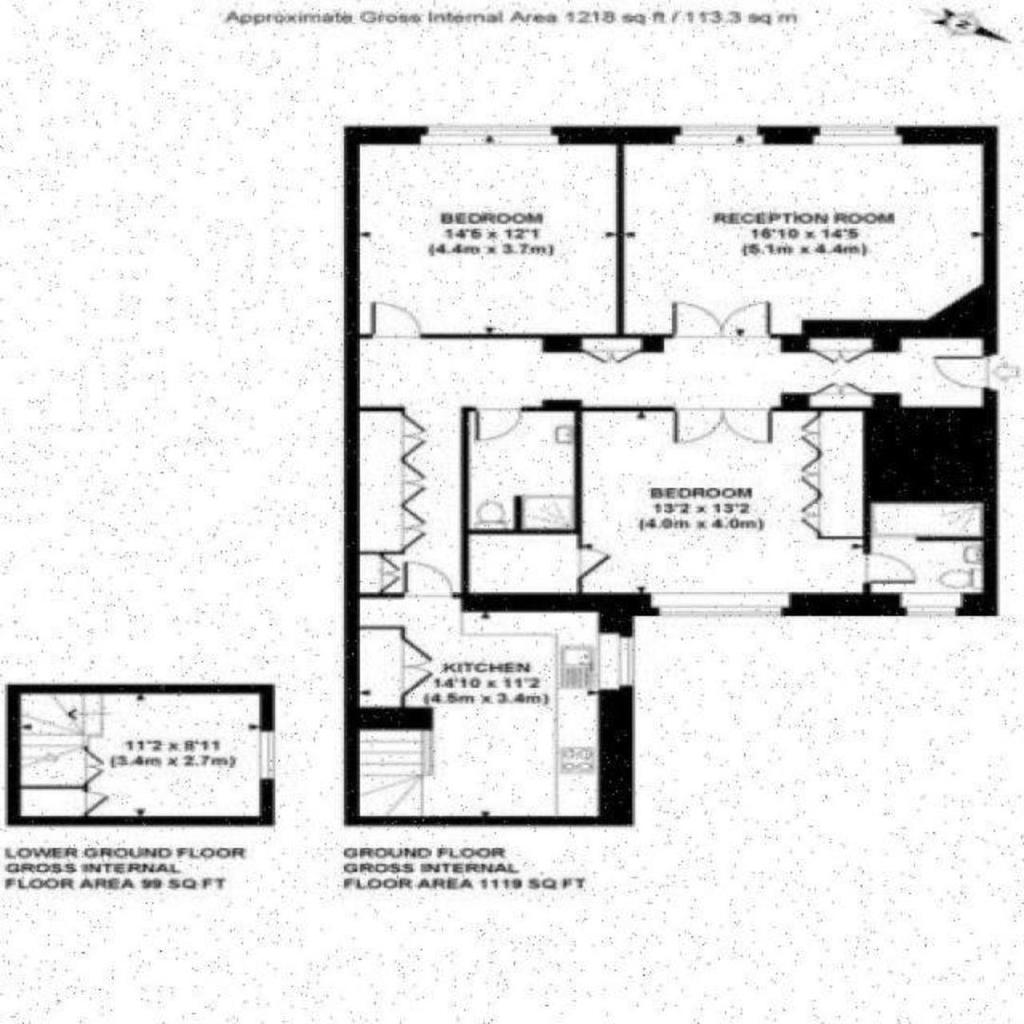 Approximate Gross Internal Area 1218 sq ft / 113.3 sq m
N
BEDROOM
14'5 x 12'1
(4.4m x 3.7m)
RECEPTION ROOM
16'10 x 14'5
(5.1m x 4.4m)
BEDROOM
13'2 x 13'2
(4.0m x 4.0m)
KITCHEN
14'10 x 11'2
(4.5m x 3.4m)
11'2 x 8'11
(3.4m x 2.7m)
LOWER GROUND FLOOR
GROSS INTERNAL
FLOOR AREA 99 SQ FT
GROUND FLOOR
GROSS INTERNAL
FLOOR AREA 1119 SQ FT